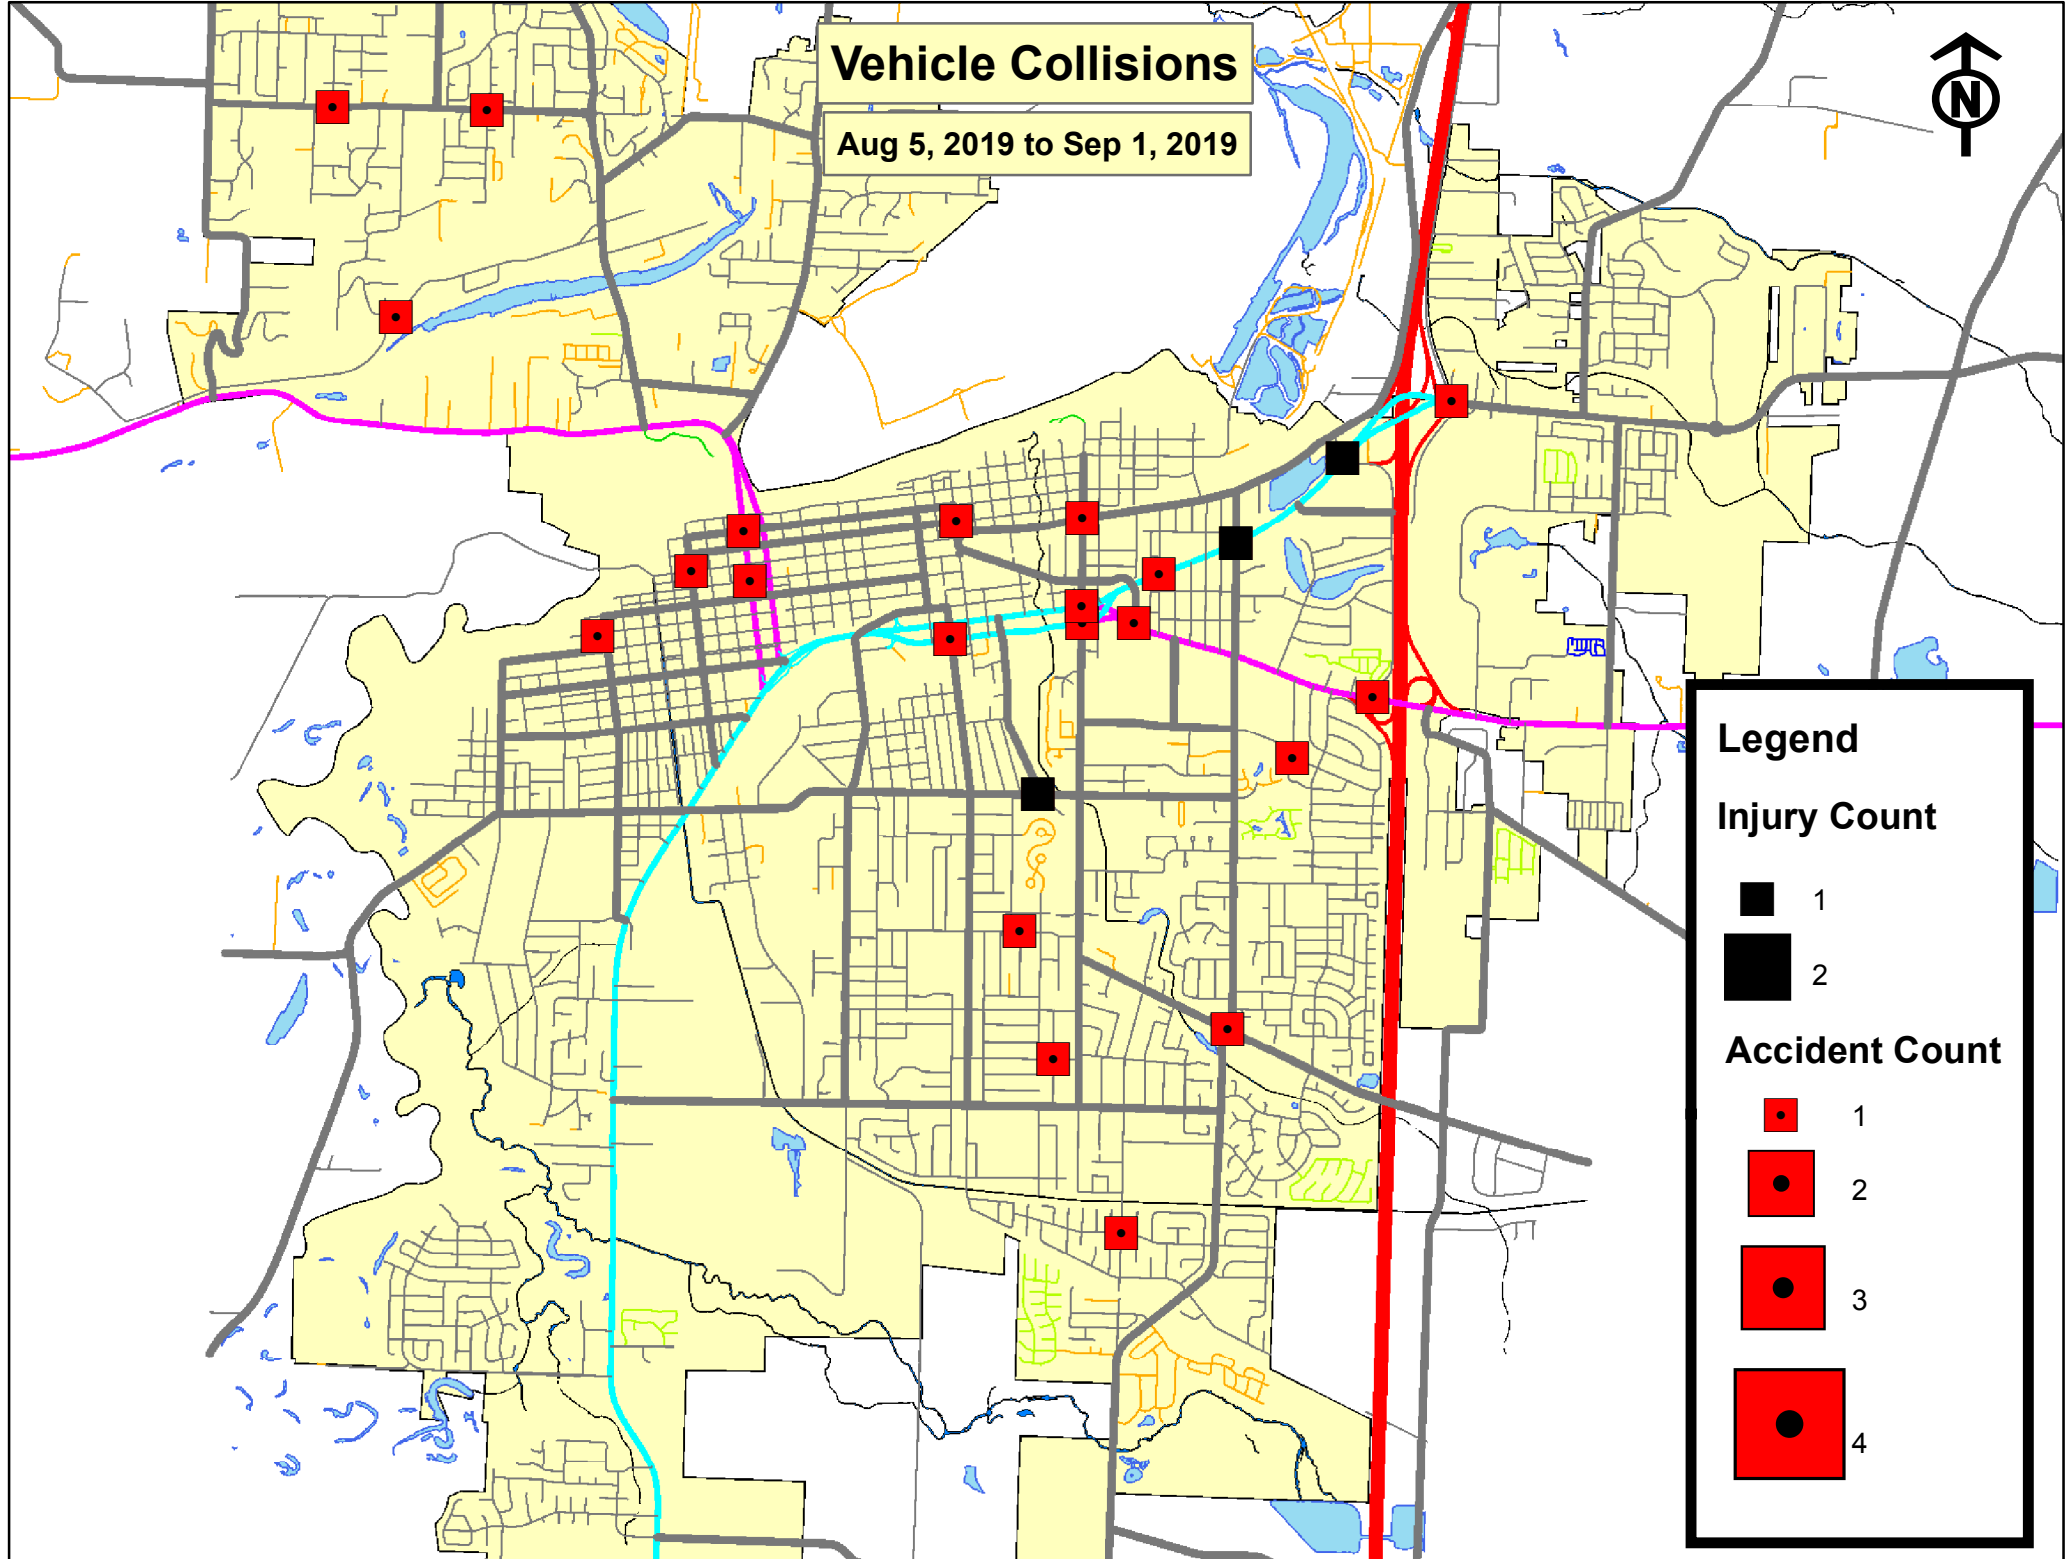 Vehicle Collisions
Aug 5, 2019 to Sep 1, 2019
N
Legend
Injury Count
1
2
Accident Count
1
2
3
4